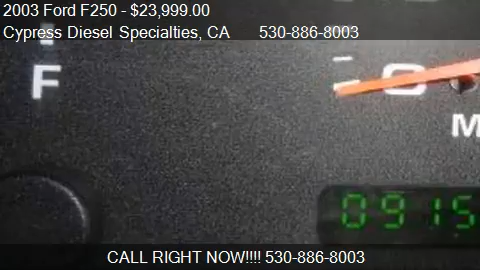 2003 Ford F250 - $23,999.00
Cypress Diesel Specialties, CA 530-886-8003
F
C
M
0915
CALL RIGHT NOW!!!! 530-886-8003